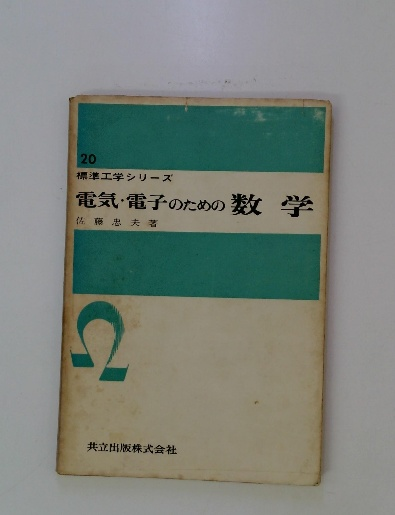 20
標準工学シリーズ
電気・電子のための 数学
佐藤忠夫著
Ω
共立出版株式会社